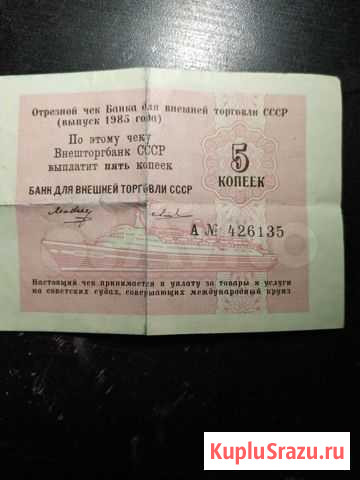 Отрезной чек Банка для внешней торговли СССР
(выпуск 1985 года)
По этому чеку
Внешторгбанк СССР
выплатит пять копеек
5
КОПЕЕК
БАНК ДЛЯ ВНЕШНЕЙ ТОРГОВЛИ СССР
А № 426135
Настоящий чек принимается в уплату за товары и услуги
на советских судах, совершающих международный круиз
KupluSrazu.ru